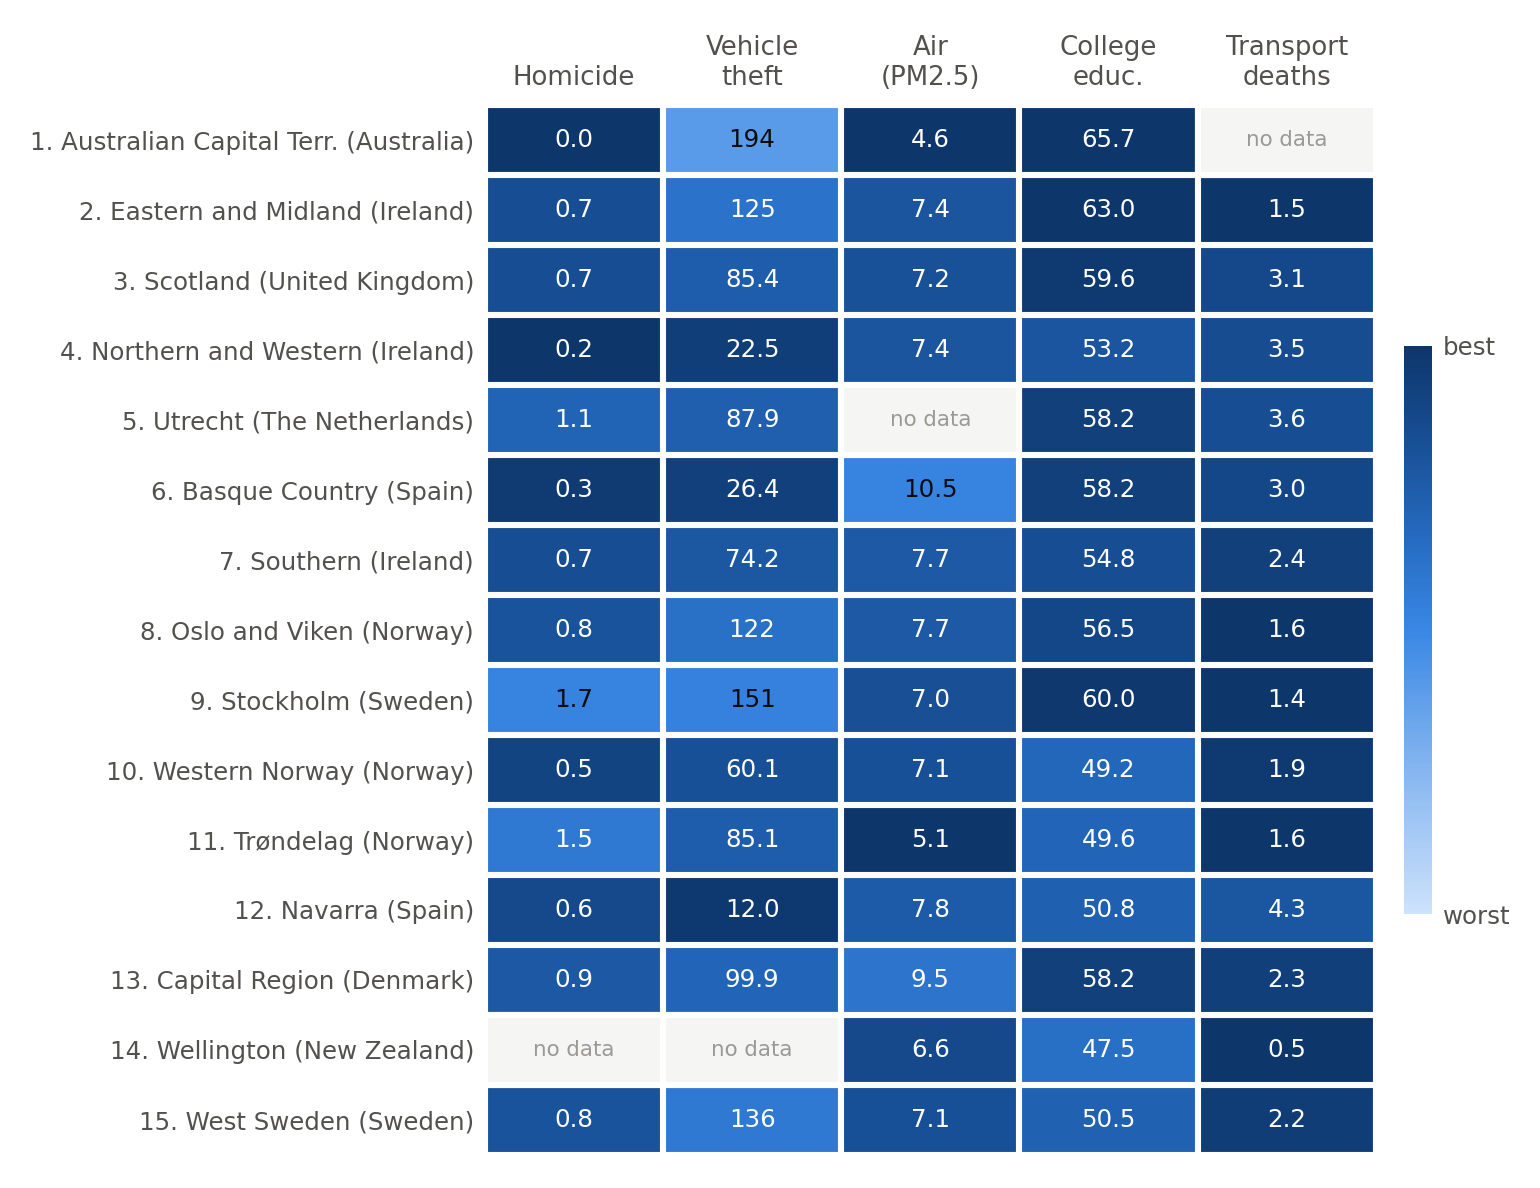 Homicide
Vehicle
theft
Air
(PM2.5)
College
educ.
Transport
deaths
1. Australian Capital Terr. (Australia) 0.0 194 4.6 65.7 no data
2. Eastern and Midland (Ireland) 0.7 125 7.4 63.0 1.5
3. Scotland (United Kingdom) 0.7 85.4 7.2 59.6 3.1
4. Northern and Western (Ireland) 0.2 22.5 7.4 53.2 3.5
5. Utrecht (The Netherlands) 1.1 87.9 no data 58.2 3.6
6. Basque Country (Spain) 0.3 26.4 10.5 58.2 3.0
7. Southern (Ireland) 0.7 74.2 7.7 54.8 2.4
8. Oslo and Viken (Norway) 0.8 122 7.7 56.5 1.6
9. Stockholm (Sweden) 1.7 151 7.0 60.0 1.4
10. Western Norway (Norway) 0.5 60.1 7.1 49.2 1.9
11. Trøndelag (Norway) 1.5 85.1 5.1 49.6 1.6
12. Navarra (Spain) 0.6 12.0 7.8 50.8 4.3
13. Capital Region (Denmark) 0.9 99.9 9.5 58.2 2.3
14. Wellington (New Zealand) no data no data 6.6 47.5 0.5
15. West Sweden (Sweden) 0.8 136 7.1 50.5 2.2
best
worst